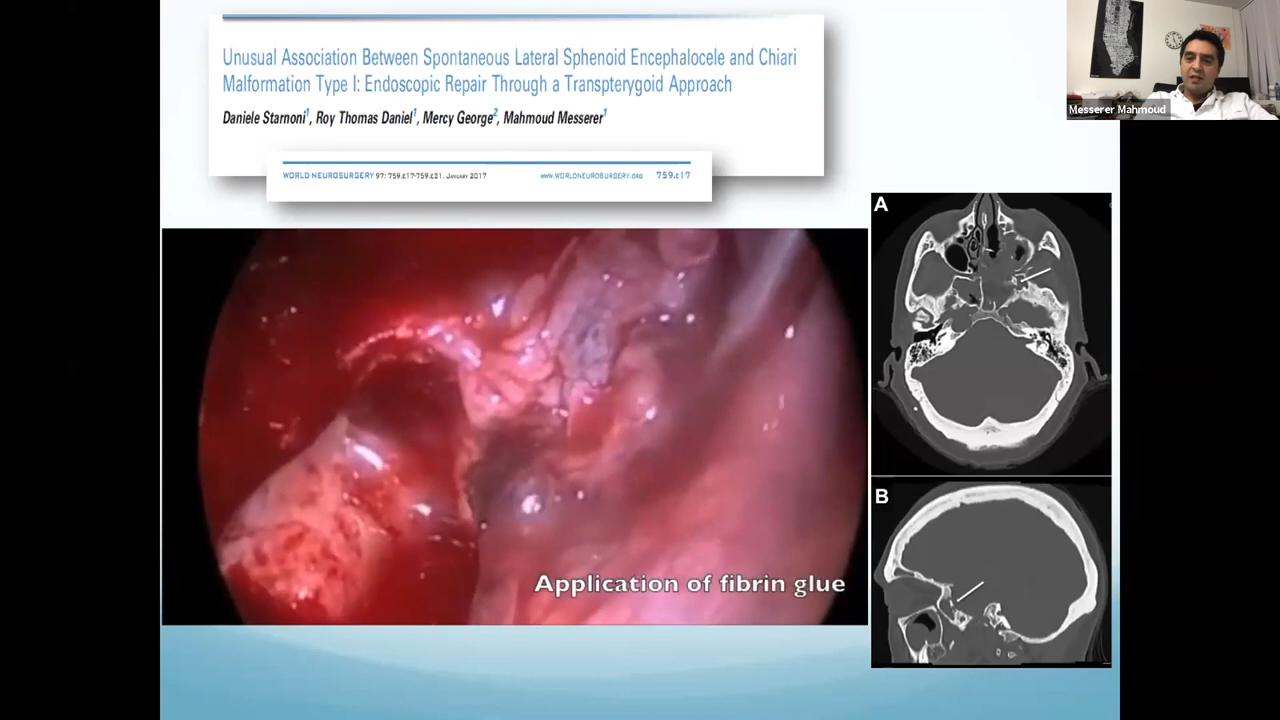 Unusual Association Between Spontaneous Lateral Sphenoid Encephalocele and Chiari
Malformation Type I: Endoscopic Repair Through a Transpterygoid Approach
Daniele Starnoni1, Roy Thomas Daniel1, Mercy George2, Mahmoud Messerer1
WORLD NEUROSURGERY 97: 759.e17-759.e21, JANUARY 2017
www.WORLDNEUROSURGERY.org
759.e17
Messerer Mahmoud
A
B
Application of fibrin glue